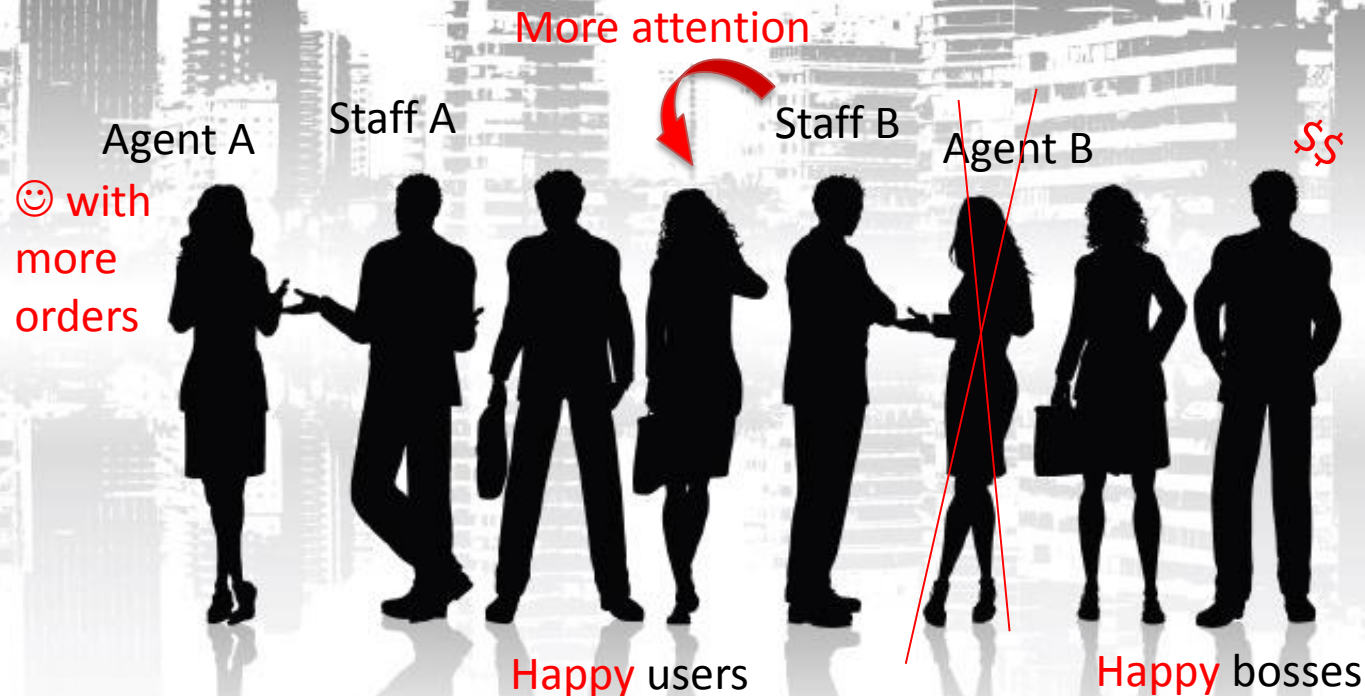 More attention
Agent A
Staff A
Staff B
Agent B
$$
☺ with
more
orders
Happy users
Happy bosses